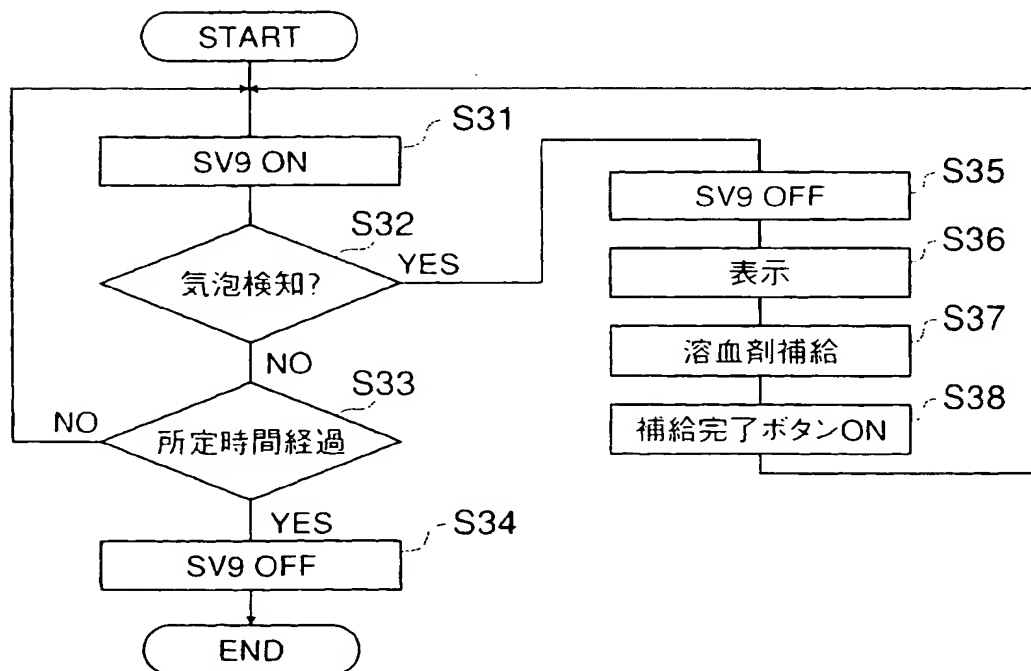 START
S31
SV9 ON
S32
気泡検知?
YES
NO
S33
NO
所定時間経過
YES
S34
SV9 OFF
END
S35
SV9 OFF
S36
表示
S37
溶血剤補給
S38
補給完了ボタンON